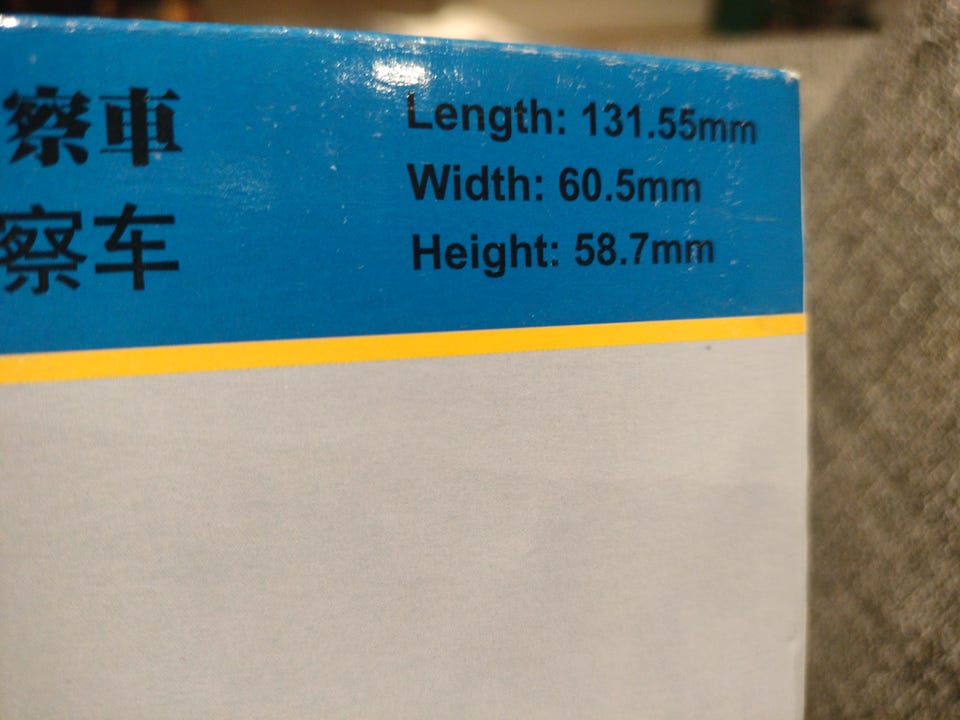 察車
Length: 131.55mm
Width: 60.5mm
察车
Height: 58.7mm